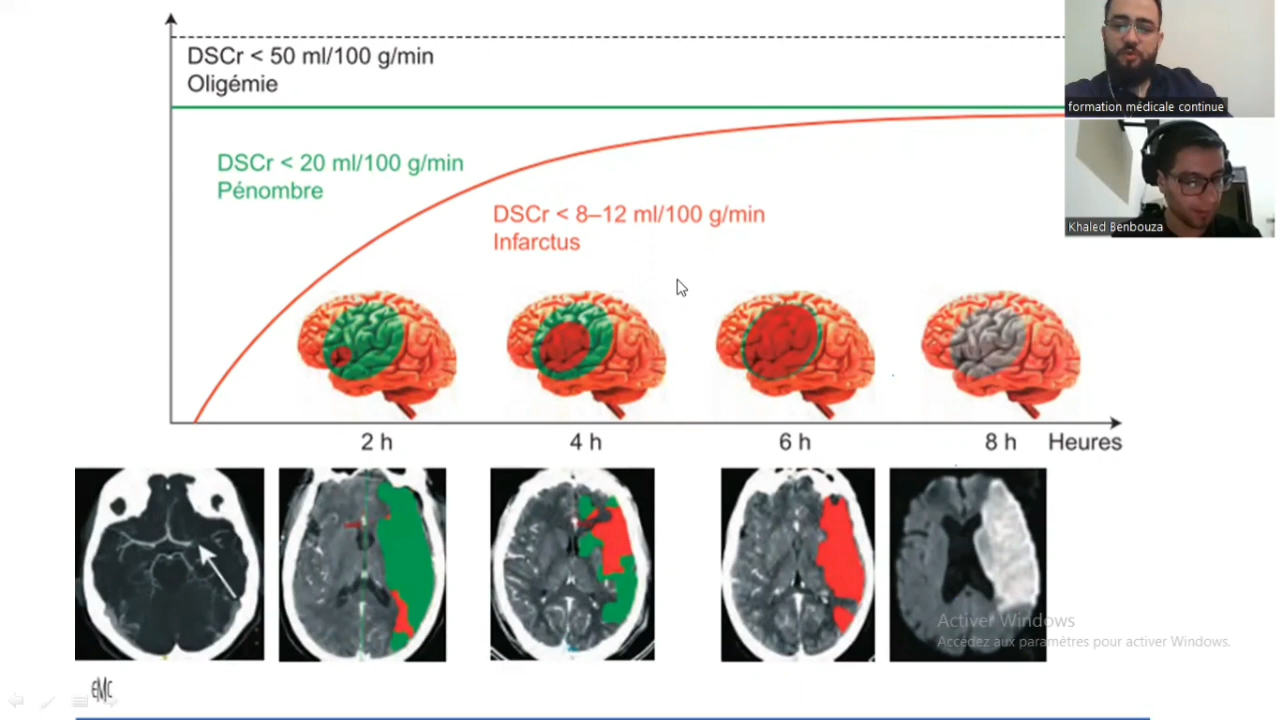 DSCr < 50 ml/100 g/min
Oligémie
formation médicale continue
DSCr < 20 ml/100 g/min
Pénombre
DSCr < 8–12 ml/100 g/min
Infarctus
Khaled Benbouza
2 h
4 h
6 h
8 h
Heures
Activer Windows
Accédez aux paramètres pour activer Windows.
EMC